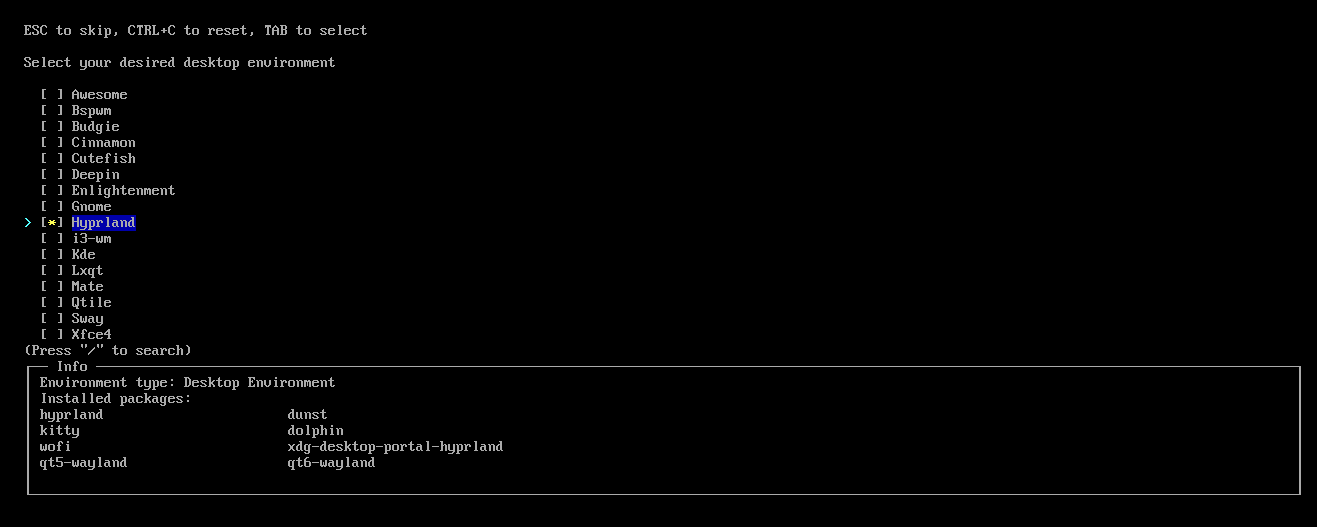 ESC to skip, CTRL+C to reset, TAB to select
Select your desired desktop environment
[ ] Awesome
[ ] Bspwm
[ ] Budgie
[ ] Cinnamon
[ ] Cutefish
[ ] Deepin
[ ] Enlightenment
[ ] Gnome
> [*] Hyprland
[ ] i3-wm
[ ] Kde
[ ] Lxqt
[ ] Mate
[ ] Qtile
[ ] Sway
[ ] Xfce4
(Press "/" to search)
Info
Environment type: Desktop Environment
Installed packages:
hyprland dunst
kitty dolphin
wofi xdg-desktop-portal-hyprland
qt5-wayland qt6-wayland